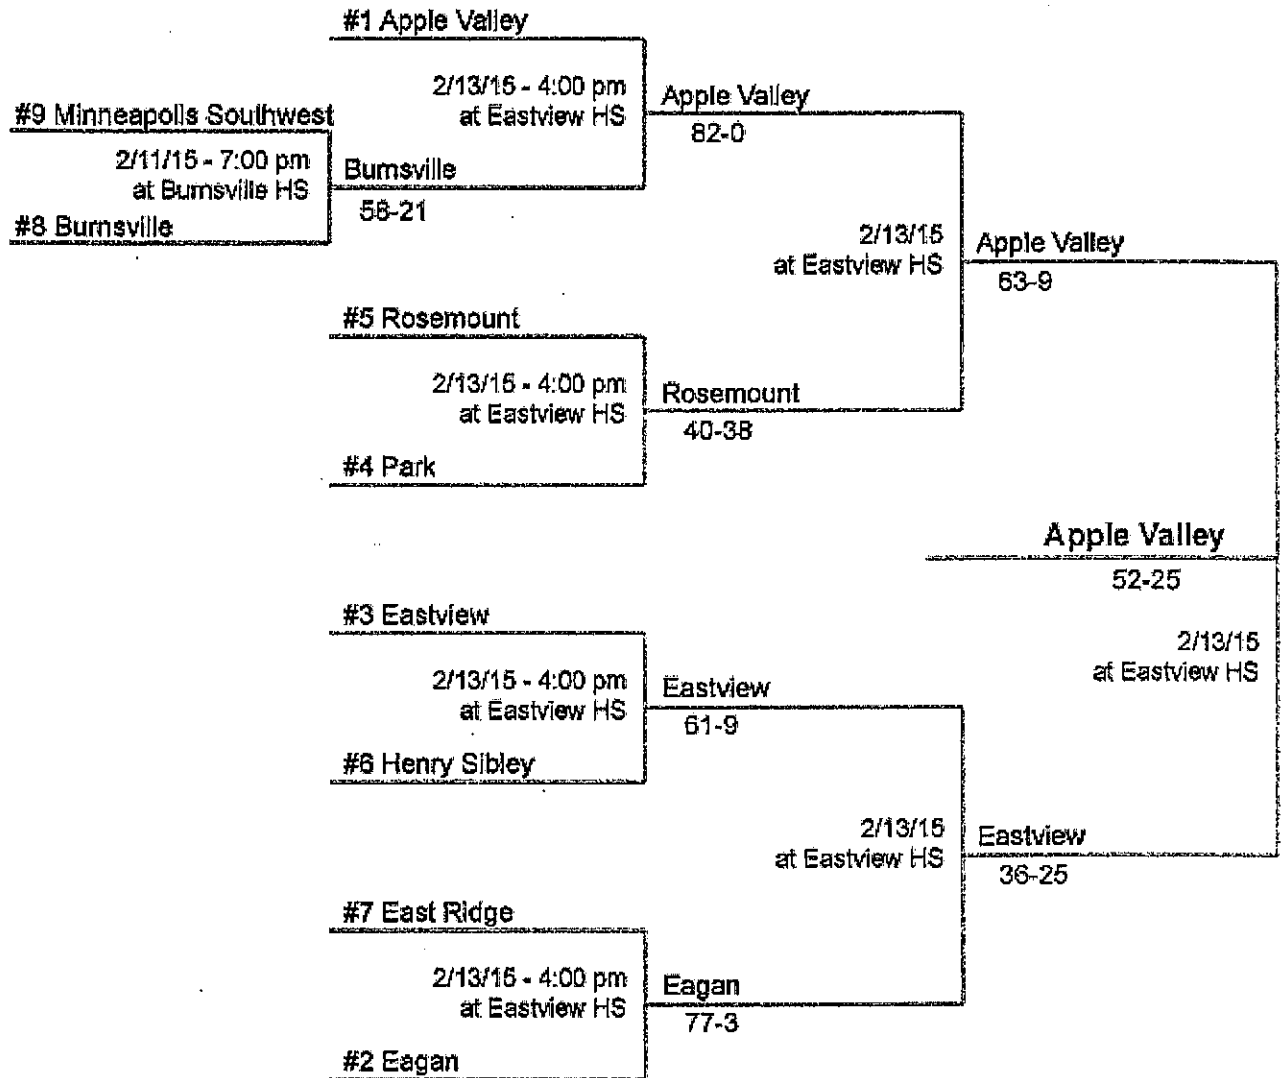 #1 Apple Valley
2/13/15 - 4:00 pm
at Eastview HS
Apple Valley
82-0
#9 Minneapolis Southwest
2/11/15 - 7:00 pm
at Burnsville HS
Burnsville
#8 Burnsville
2/13/15
at Eastview HS
Apple Valley
63-9
#5 Rosemount
2/13/15 - 4:00 pm
at Eastview HS
Rosemount
40-38
#4 Park
Apple Valley
52-25
2/13/15
at Eastview HS
#3 Eastview
2/13/15 - 4:00 pm
at Eastview HS
Eastview
61-9
#6 Henry Sibley
2/13/15
at Eastview HS
Eastview
36-25
#7 East Ridge
2/13/15 - 4:00 pm
at Eastview HS
Eagan
77-3
#2 Eagan